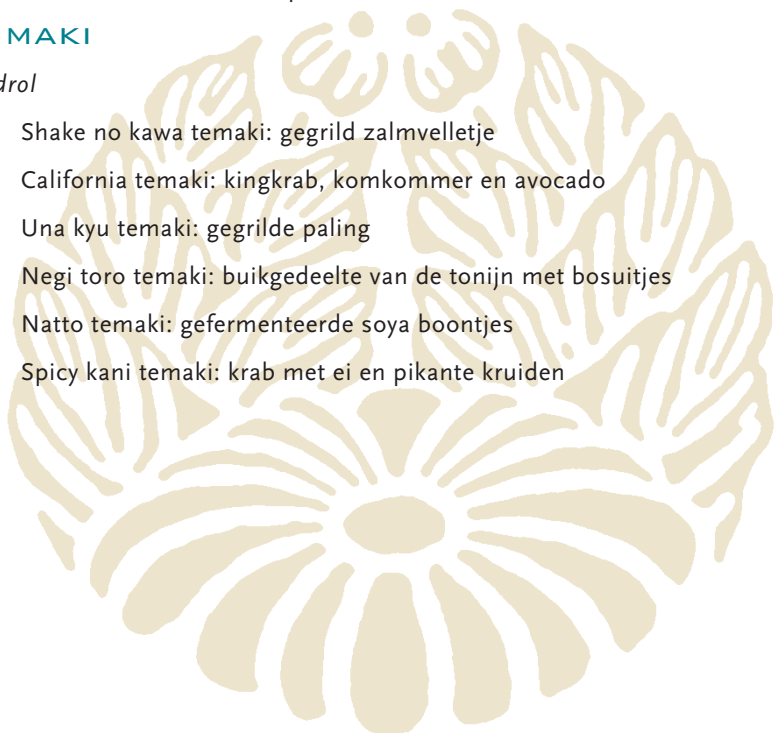 MAKI
drol
Shake no kawa temaki: gegrild zalmvelletje
California temaki: kingkrab, komkommer en avocado
Una kyu temaki: gegrilde paling
Negi toro temaki: buikgedeelte van de tonijn met bosuitjes
Natto temaki: gefermenteerde soya boontjes
Spicy kani temaki: krab met ei en pikante kruiden